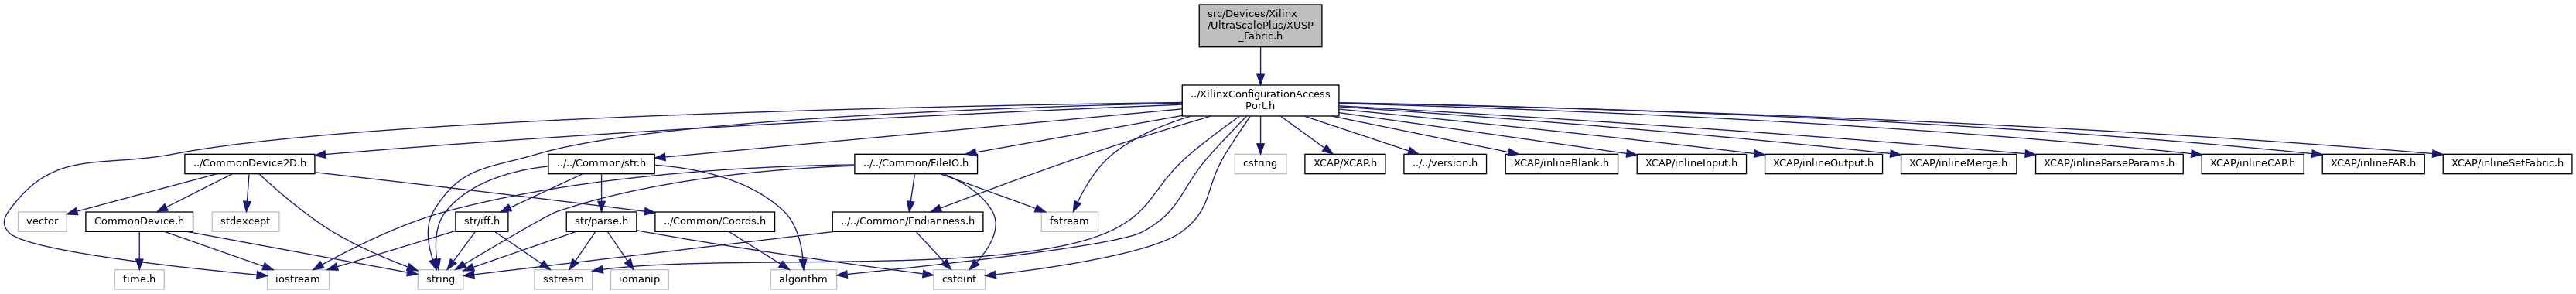 src/Devices/Xilinx
/UltraScalePlus/XUSP
_Fabric.h
../XilinxConfigurationAccess
Port.h
../CommonDevice2D.h
../../Common/str.h
../../Common/FileIO.h
cstring
XCAP/XCAP.h
../../version.h
XCAP/inlineBlank.h
XCAP/inlineInput.h
XCAP/inlineOutput.h
XCAP/inlineMerge.h
XCAP/inlineParseParams.h
XCAP/inlineCAP.h
XCAP/inlineFAR.h
XCAP/inlineSetFabric.h
vector
CommonDevice.h
stdexcept
str/iff.h
str/parse.h
../Common/Coords.h
../../Common/Endianness.h
fstream
time.h
iostream
string
sstream
iomanip
algorithm
cstdint